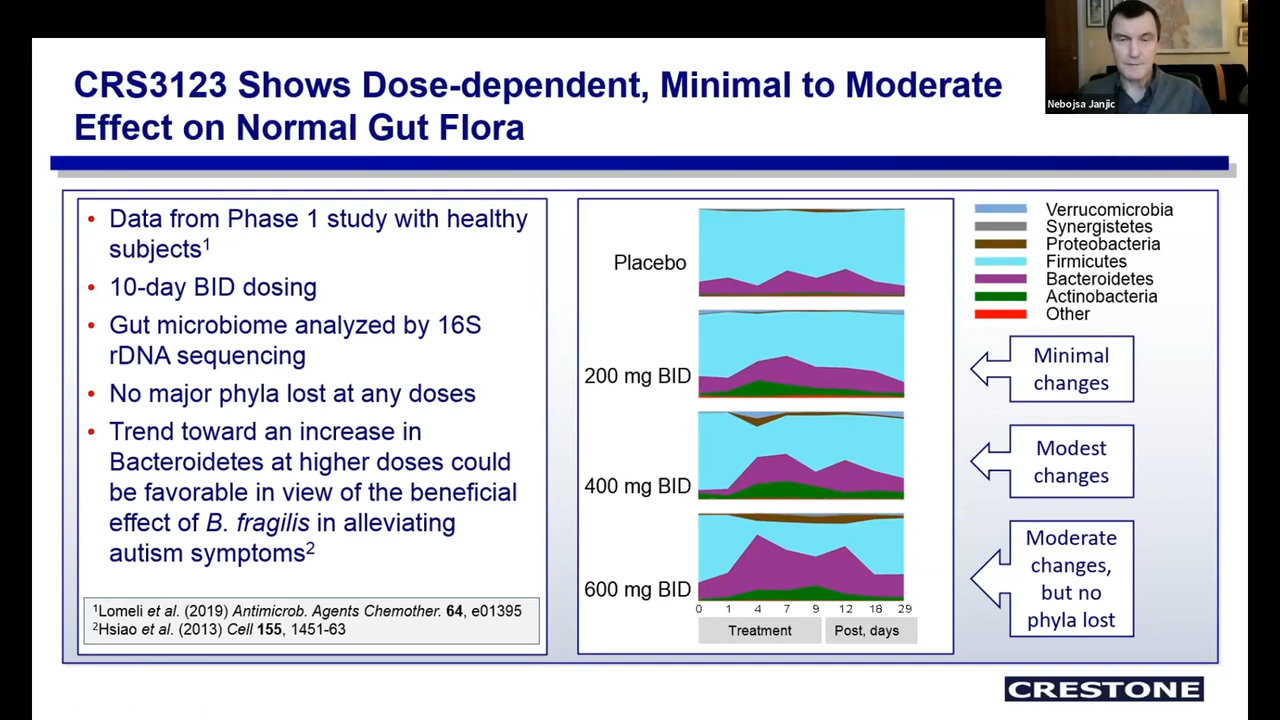 CRS3123 Shows Dose-dependent, Minimal to Moderate
Effect on Normal Gut Flora
Nebojsa Janjic
• Data from Phase 1 study with healthy
subjects1
• 10-day BID dosing
• Gut microbiome analyzed by 16S
rDNA sequencing
• No major phyla lost at any doses
• Trend toward an increase in
Bacteroidetes at higher doses could
be favorable in view of the beneficial
effect of B. fragilis in alleviating
autism symptoms2
1Lomeli et al. (2019) Antimicrob. Agents Chemother. 64, e01395
2Hsiao et al. (2013) Cell 155, 1451-63
Placebo
200 mg BID
400 mg BID
600 mg BID
0 1 4 7 9 12 18 29
Treatment
Post, days
Verrucomicrobia
Synergistetes
Proteobacteria
Firmicutes
Bacteroidetes
Actinobacteria
Other
Minimal
changes
Modest
changes
Moderate
changes,
but no
phyla lost
CRESTONE